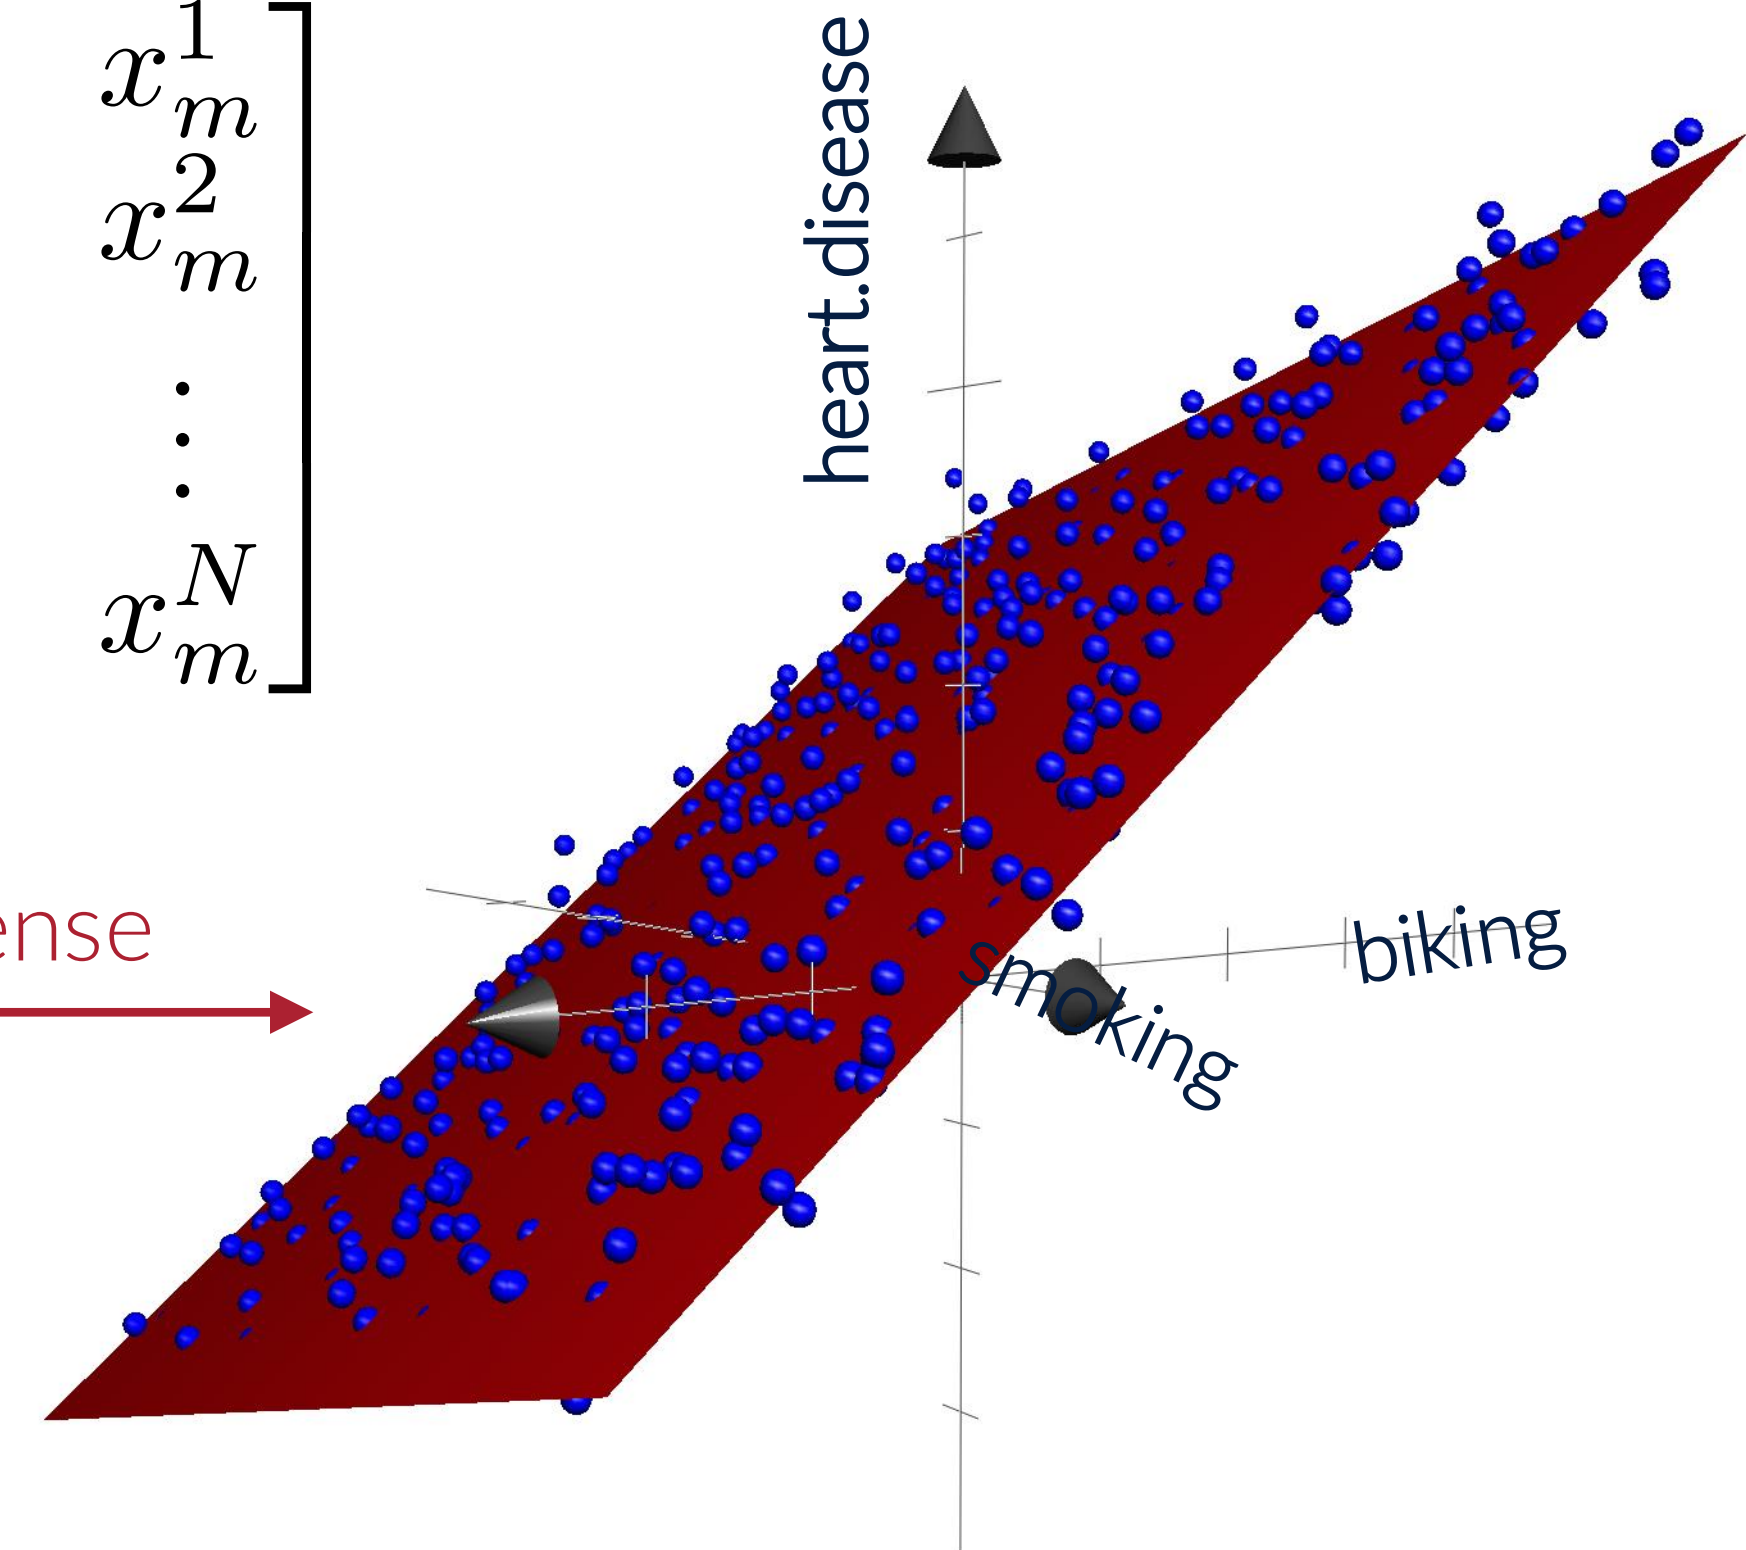 x_m^1
x_m^2
.
.
.
x_m^N
heart.disease
ense
biking
smoking